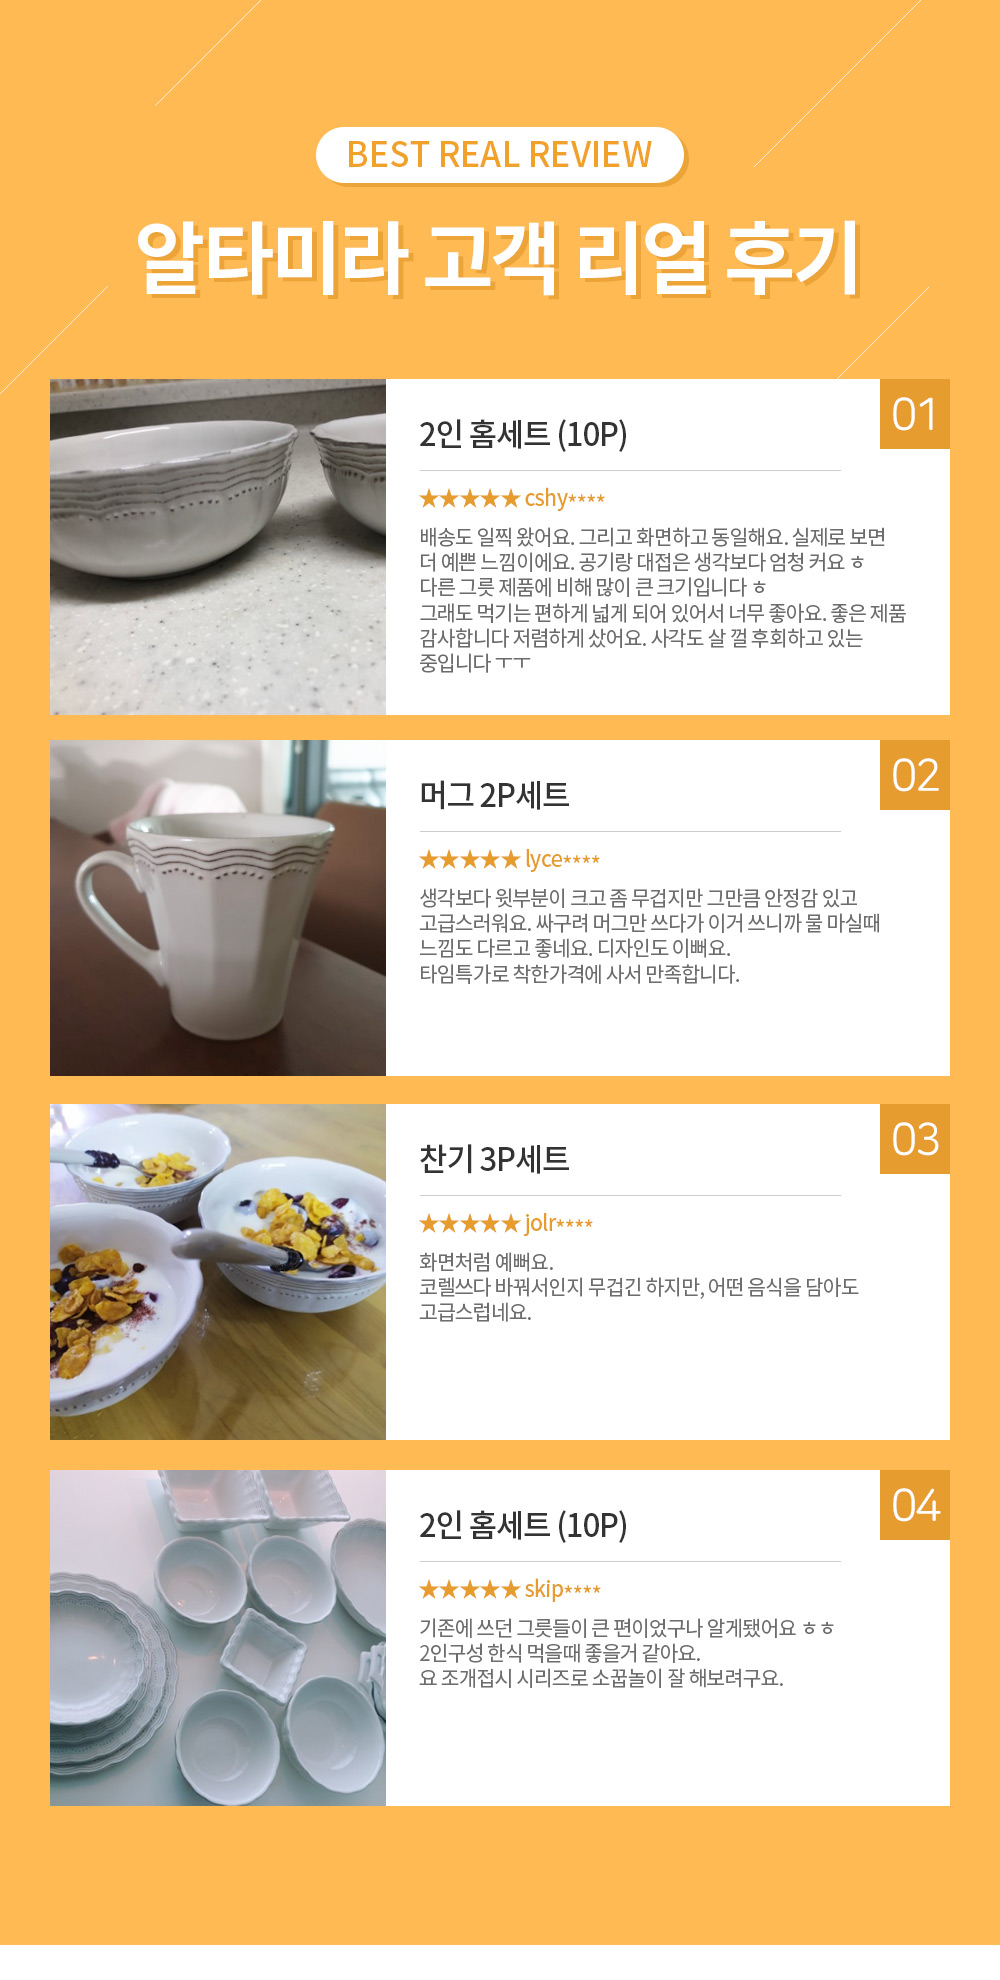 BEST REAL REVIEW
알타미라 고객 리얼 후기
01
2인 홈세트 (10P)
★★★★★ cshy****
배송도 일찍 왔어요. 그리고 화면하고 동일해요. 실제로 보면
더 예쁜 느낌이에요. 공기랑 대접은 생각보다 엄청 커요 ㅎ
다른 그릇 제품에 비해 많이 큰 크기입니다 ㅎ
그래도 먹기는 편하게 넓게 되어 있어서 너무 좋아요. 좋은 제품
감사합니다 저렴하게 샀어요. 사각도 살 껄 후회하고 있는
중입니다 ㅜㅜ
02
머그 2P세트
★★★★★ lyce****
생각보다 윗부분이 크고 좀 무겁지만 그만큼 안정감 있고
고급스러워요. 싸구려 머그만 쓰다가 이거 쓰니까 물 마실때
느낌도 다르고 좋네요. 디자인도 이뻐요.
타임특가로 착한가격에 사서 만족합니다.
03
찬기 3P세트
★★★★★ jolr****
화면처럼 예뻐요.
코렐쓰다 바꿔서인지 무겁긴 하지만, 어떤 음식을 담아도
고급스럽네요.
04
2인 홈세트 (10P)
★★★★★ skip****
기존에 쓰던 그릇들이 큰 편이었구나 알게됐어요 ㅎㅎ
2인구성 한식 먹을때 좋을거 같아요.
요 조개접시 시리즈로 소꿉놀이 잘 해보려구요.